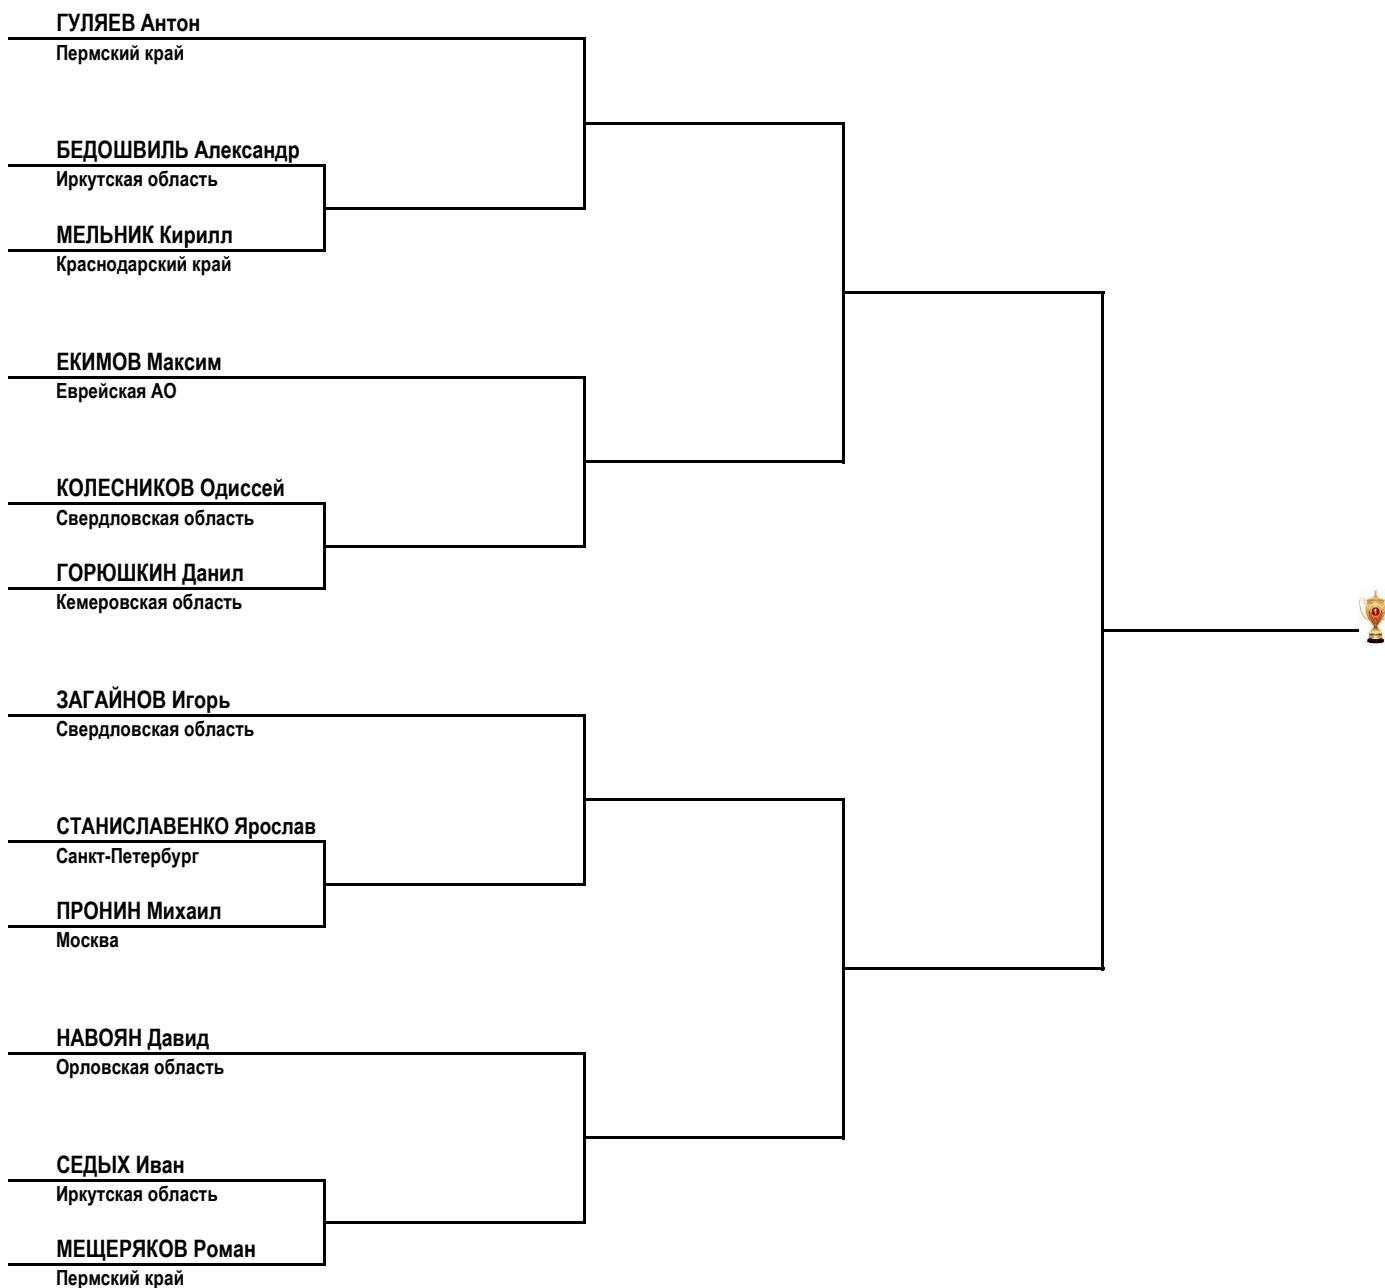 ГУЛЯЕВ Антон
Пермский край
БЕДОШВИЛЬ Александр
Иркутская область
МЕЛЬНИК Кирилл
Краснодарский край
ЕКИМОВ Максим
Еврейская АО
КОЛЕСНИКОВ Одиссей
Свердловская область
ГОРЮШКИН Данил
Кемеровская область
1
ЗАГАЙНОВ Игорь
Свердловская область
СТАНИСЛАВЕНКО Ярослав
Санкт-Петербург
ПРОНИН Михаил
Москва
НАВОЯН Давид
Орловская область
СЕДЫХ Иван
Иркутская область
МЕЩЕРЯКОВ Роман
Пермский край